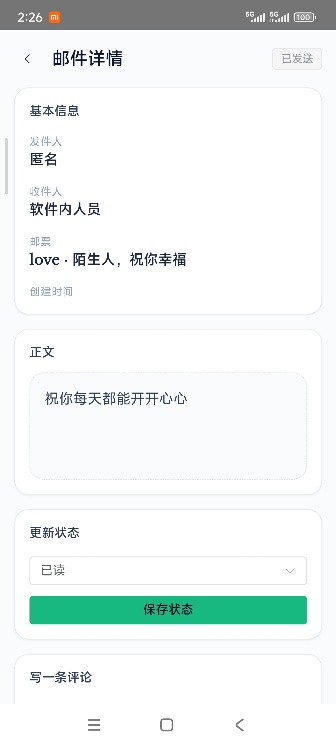 2:26
5G 5G 100
邮件详情
已发送
基本信息
发件人
匿名
收件人
软件内人员
邮票
love · 陌生人，祝你幸福
创建时间
正文
祝你每天都能开开心心
更新状态
已读
保存状态
写一条评论